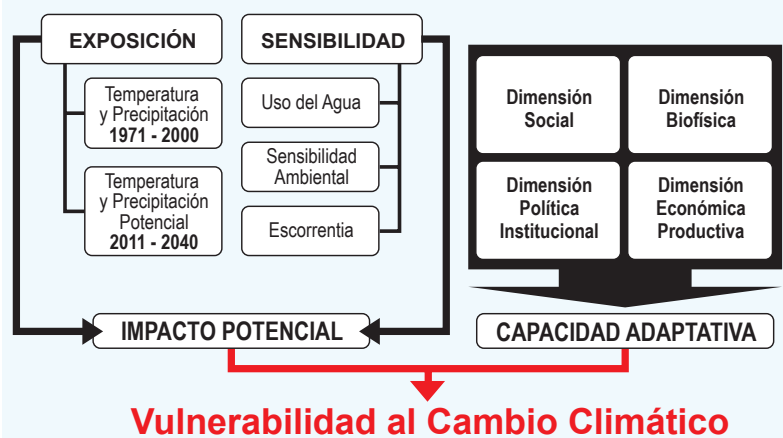 EXPOSICIÓN
Temperatura
y Precipitación
1971 - 2000
Temperatura
y Precipitación
Potencial
2011 - 2040
SENSIBILIDAD
Uso del Agua
Sensibilidad
Ambiental
Escorrentia
Dimensión
Social
Dimensión
Biofísica
Dimensión
Política
Institucional
Dimensión
Económica
Productiva
IMPACTO POTENCIAL
CAPACIDAD ADAPTATIVA
Vulnerabilidad al Cambio Climático